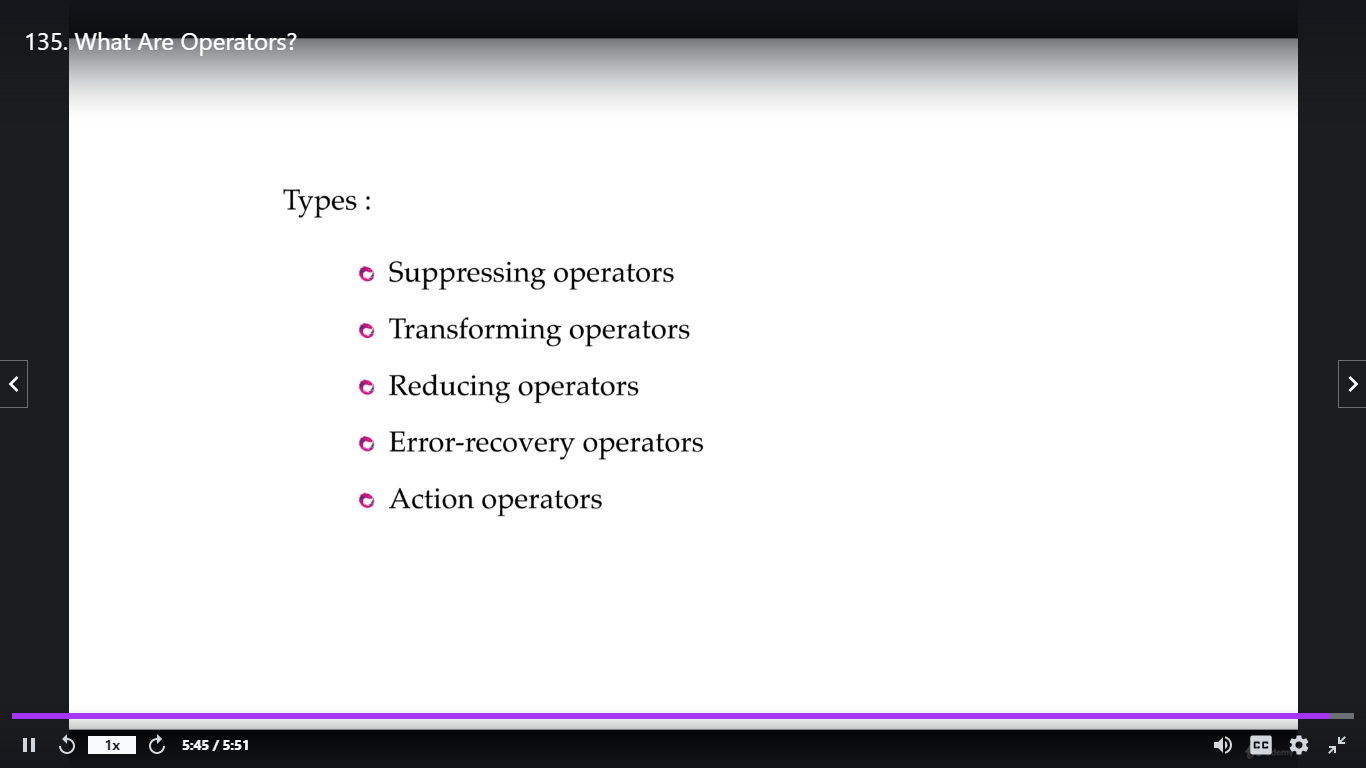 135. What Are Operators?
Types :
Suppressing operators
Transforming operators
Reducing operators
Error-recovery operators
Action operators
1x
5:45 / 5:51
CC